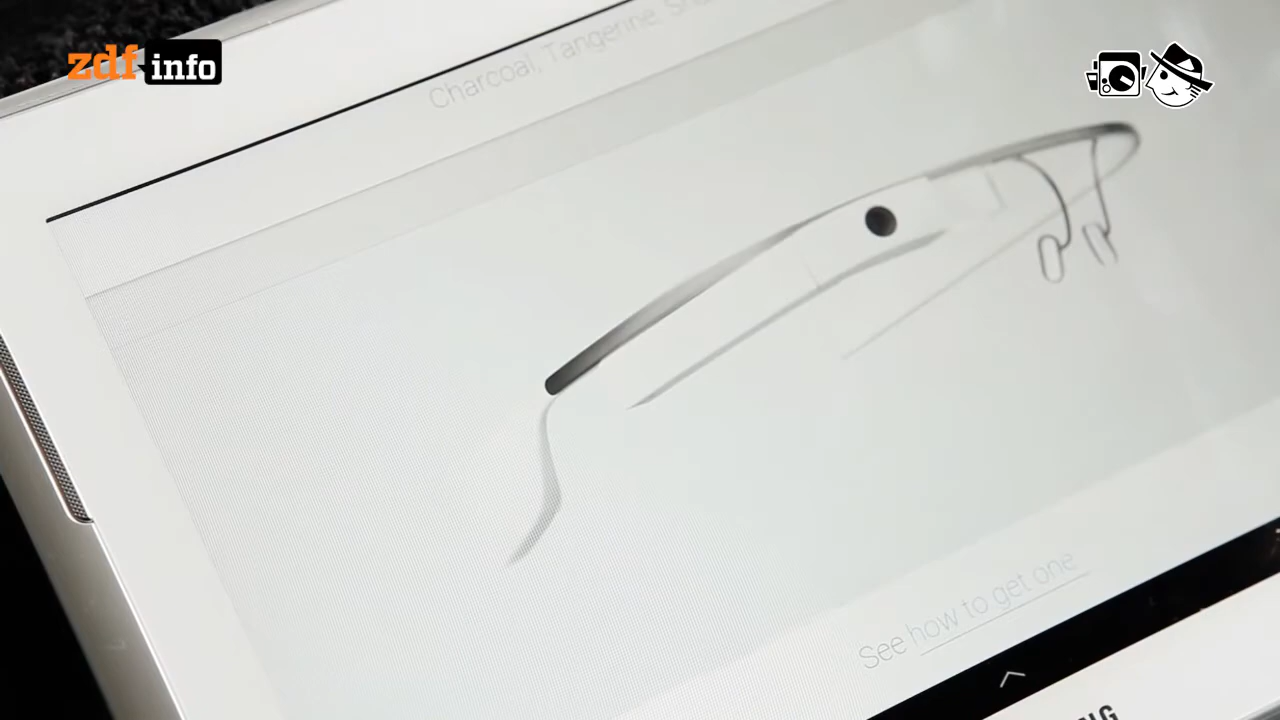 zdf info
Charcoal, Tangerine,
See how to get one